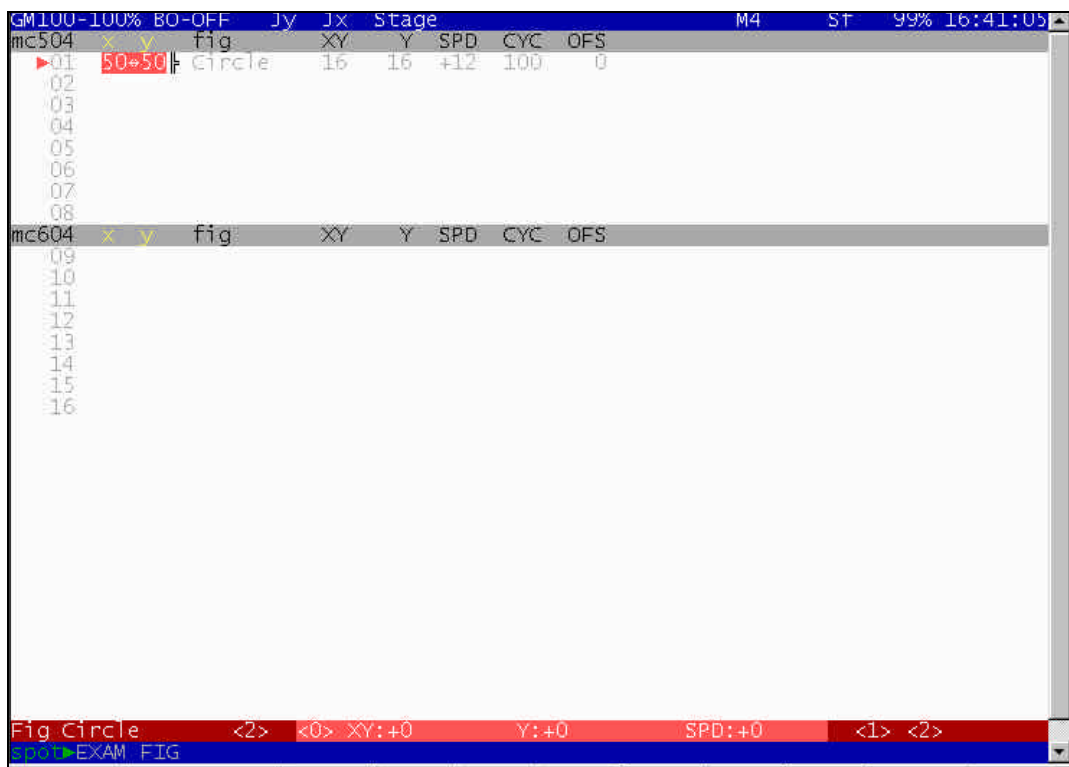 GM100-100% BO-OFF Jy Jx Stage M4 Sf 99% 16:41:05
mc504 x y fig XY Y SPD CYC OFS
►01 50↔50╠ Circle 16 16 +12 100 0
02
03
04
05
06
07
08
mc604 x y fig XY Y SPD CYC OFS
09
10
11
12
13
14
15
16
Fig Circle <2> <0> XY:+0 Y:+0 SPD:+0 <1> <2>
spot►EXAM FIG